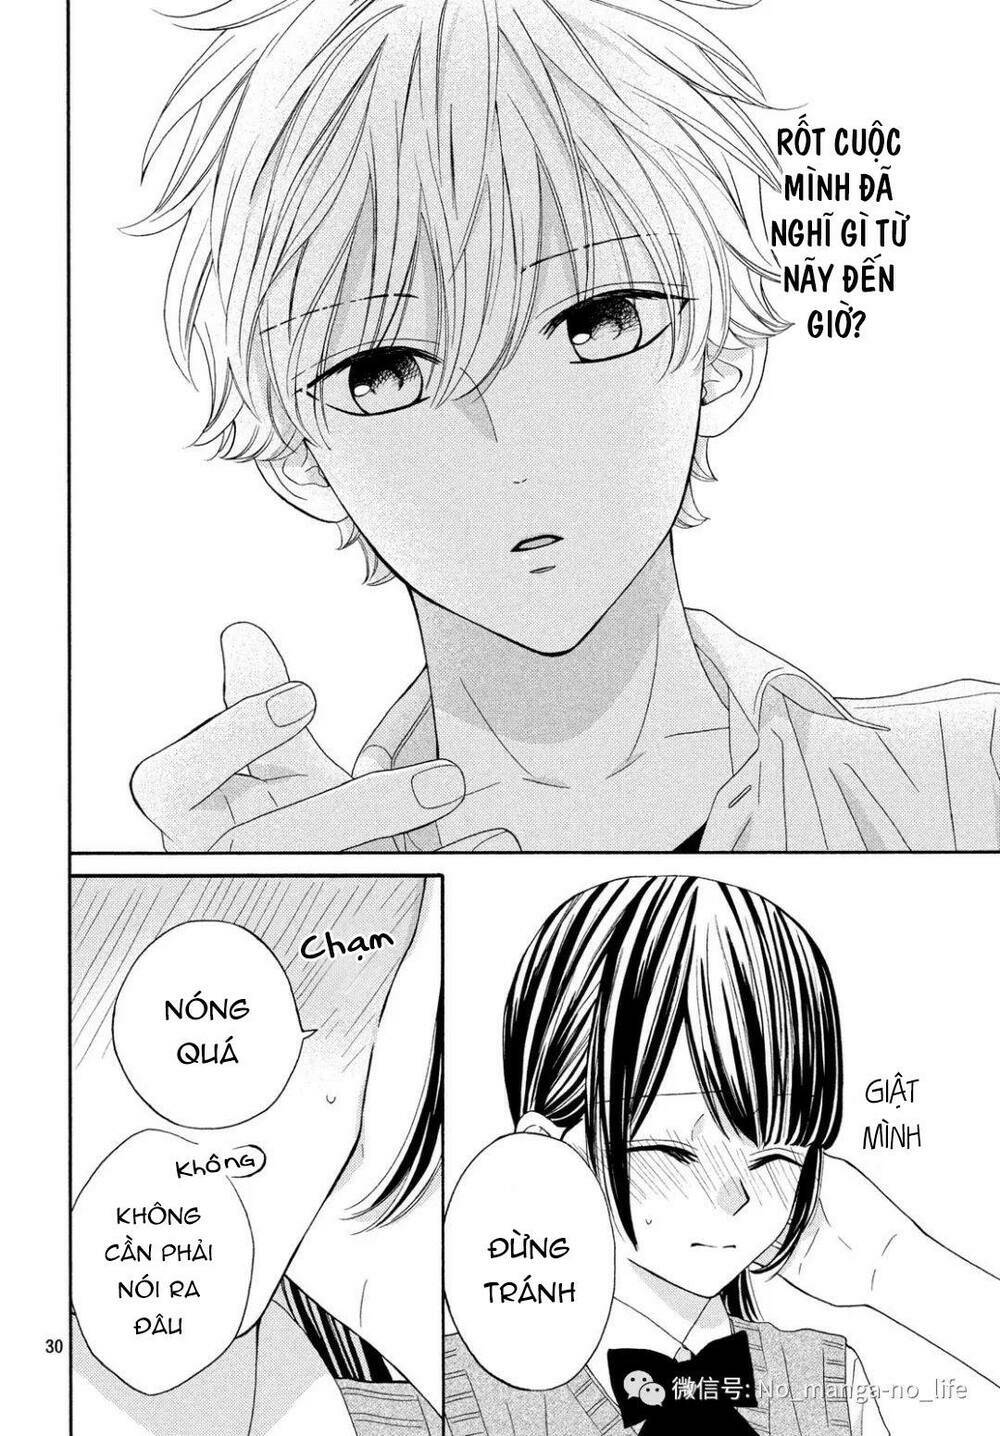 RỐT CUỘC
MÌNH ĐÃ
NGHĨ GÌ TỪ
NÃY ĐẾN
GIỜ?
GIẬT
MÌNH
ĐỪNG
TRÁNH
Chạm
NÓNG
QUÁ
Không
KHÔNG
CẦN PHẢI
NÓI RA
ĐÂU
30
微信号: No_manga-no_life